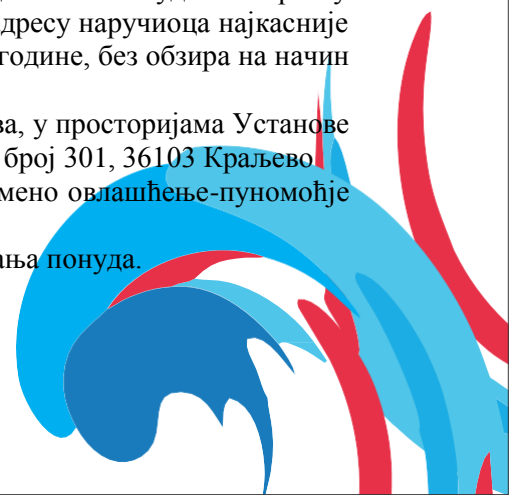 адресу наручиоца најкасније
године, без обзира на начин
ва, у просторијама Установе
број 301, 36103 Краљево
мено овлашћење-пуномоћје
ања понуда.